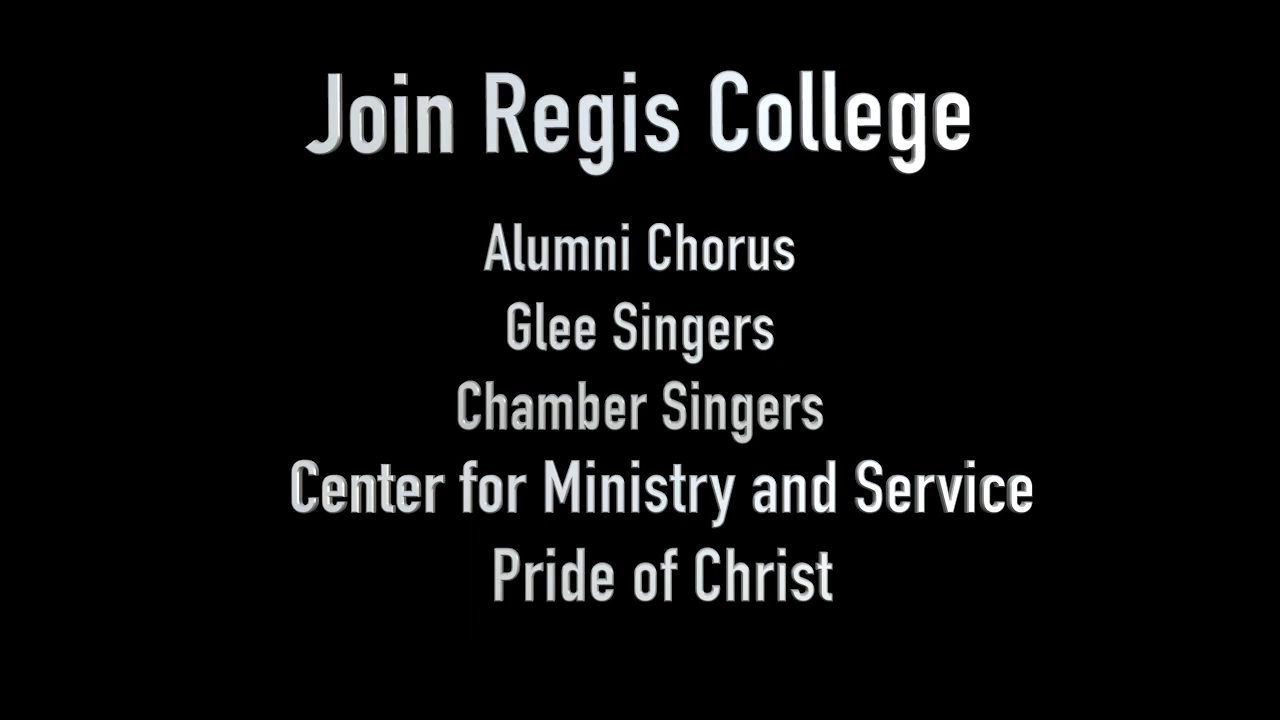 Join Regis College
Alumni Chorus
Glee Singers
Chamber Singers
Center for Ministry and Service
Pride of Christ